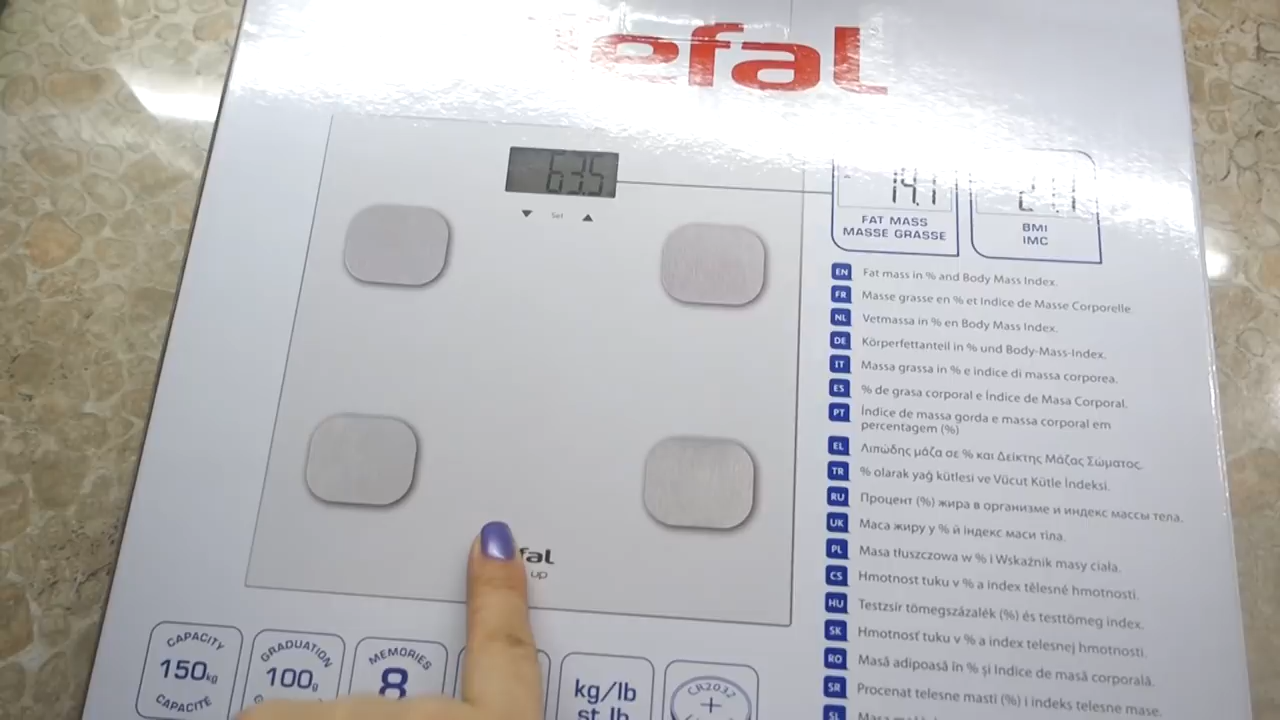 efal
63.5
Set
14.1
FAT MASS
MASSE GRASSE
21.1
BMI
IMC
EN Fat mass in % and Body Mass Index.
FR Masse grasse en % et Indice de Masse Corporelle
NL Vetmassa in % en Body Mass Index.
DE Körperfettanteil in % und Body-Mass-Index.
IT Massa grassa in % e indice di massa corporea.
ES % de grasa corporal e Índice de Masa Corporal.
PT Índice de massa gorda e massa corporal em
percentagem (%)
EL Λιπώδης μάζα σε % και Δείκτης Μάζας Σώματος.
TR % olarak yağ kütlesi ve Vücut Kütle İndeksi.
RU Процент (%) жира в организме и индекс массы тела.
UK Маса жиру у % й індекс маси тіла.
PL Masa tłuszczowa w % i Wskaźnik masy ciała.
CS Hmotnost tuku v % a index tělesné hmotnosti.
HU Testzsír tömegszázalék (%) és testtömeg index.
SK Hmotnosť tuku v % a index telesnej hmotnosti.
RO Masă adipoasă în % și Indice de masă corporală.
SR Procenat telesne masti (%) i indeks telesne mase.
SL
fal
up
CAPACITY
150kg
CAPACITÉ
GRADUATION
100g
MEMORIES
8
kg/lb
st lb
CR2032
+